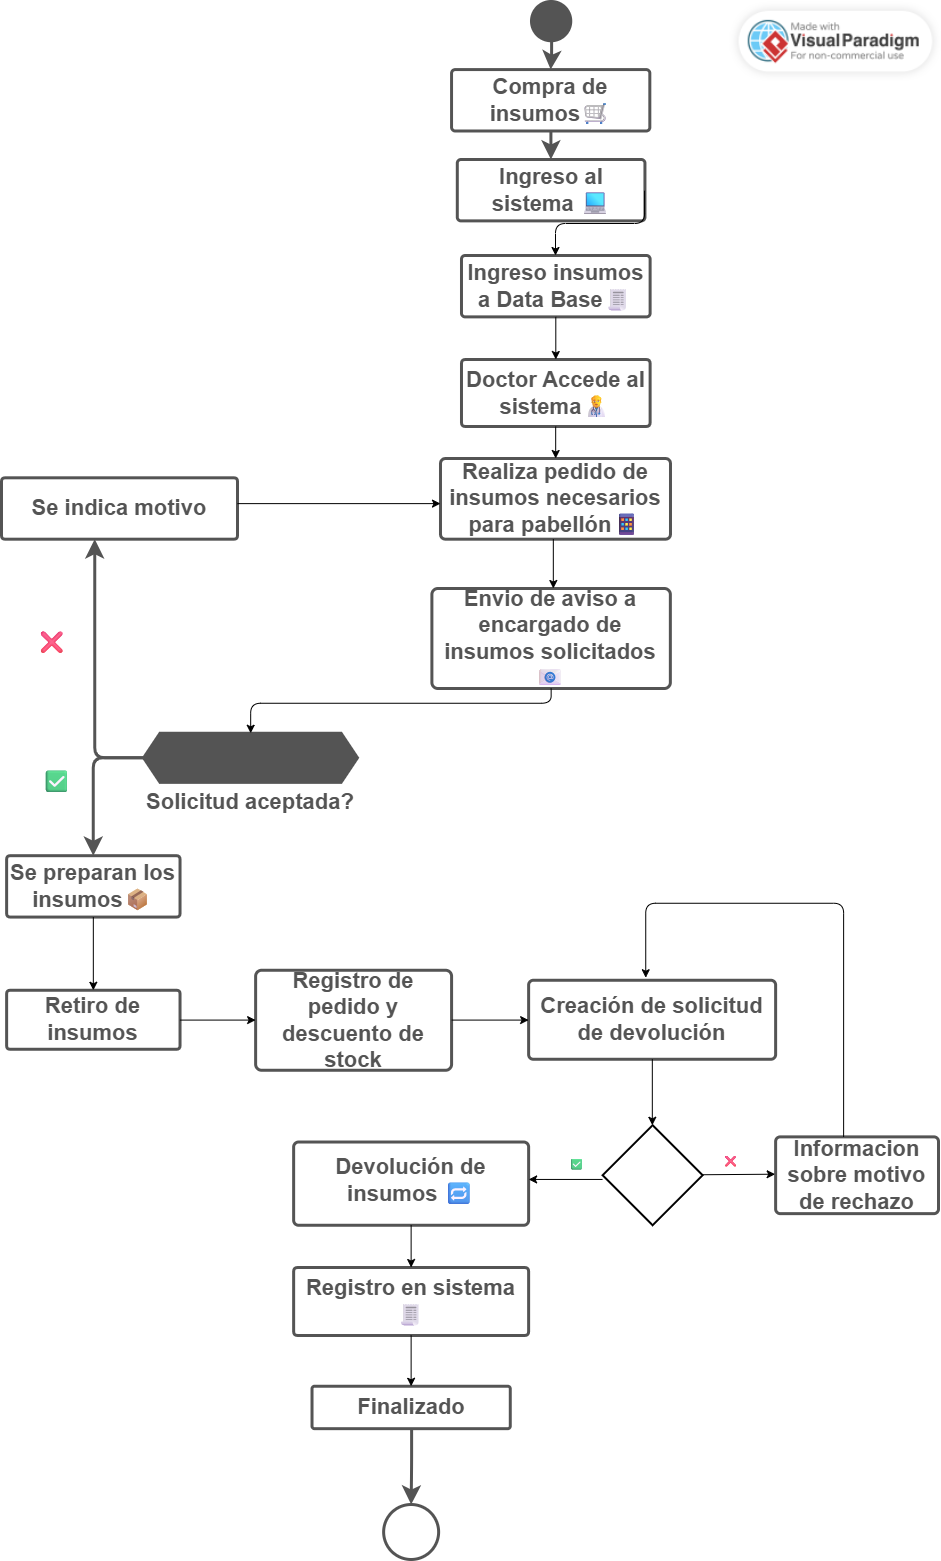 Made with
Visual Paradigm
For non-commercial use
Compra de
insumos
Ingreso al
sistema
Ingreso insumos
a Data Base
Doctor Accede al
sistema
Realiza pedido de
insumos necesarios
para pabellón
Se indica motivo
Envio de aviso a
encargado de
insumos solicitados
Solicitud aceptada?
Se preparan los
insumos
Retiro de
insumos
Registro de
pedido y
descuento de
stock
Creación de solicitud
de devolución
Informacion
sobre motivo
de rechazo
Devolución de
insumos
Registro en sistema
Finalizado